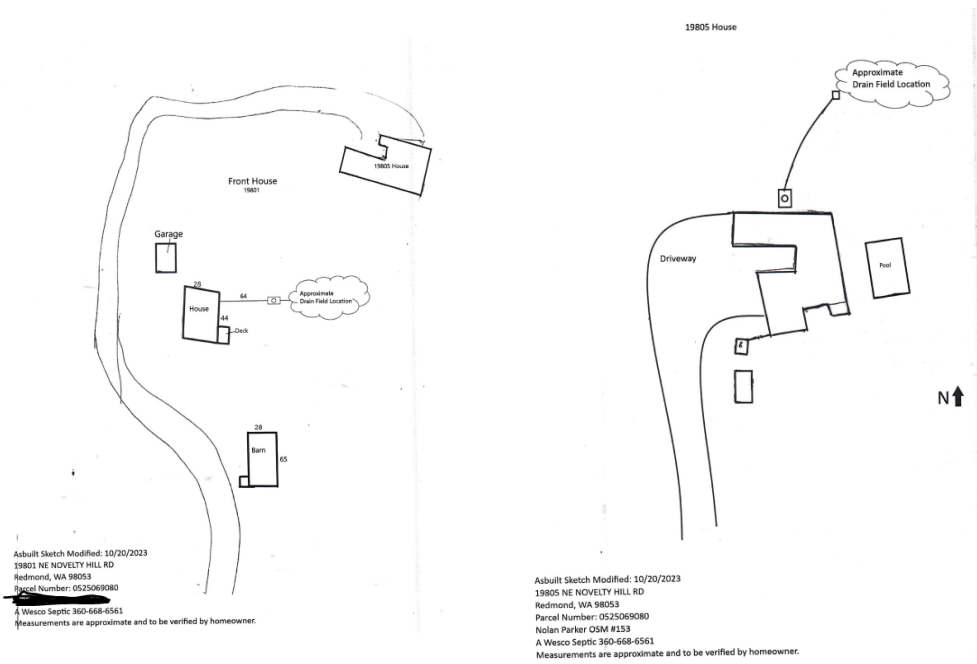 19805 House
Front House
19801
Garage
28
House
64
44
Deck
Approximate
Drain Field Location
28
Barn
65
Asbuilt Sketch Modified: 10/20/2023
19801 NE NOVELTY HILL RD
Redmond, WA 98053
Parcel Number: 0525069080
A Wesco Septic 360-668-6561
Measurements are approximate and to be verified by homeowner.
19805 House
Approximate
Drain Field Location
Driveway
Pool
N
Asbuilt Sketch Modified: 10/20/2023
19805 NE NOVELTY HILL RD
Redmond, WA 98053
Parcel Number: 0525069080
Nolan Parker OSM #153
A Wesco Septic 360-668-6561
Measurements are approximate and to be verified by homeowner.